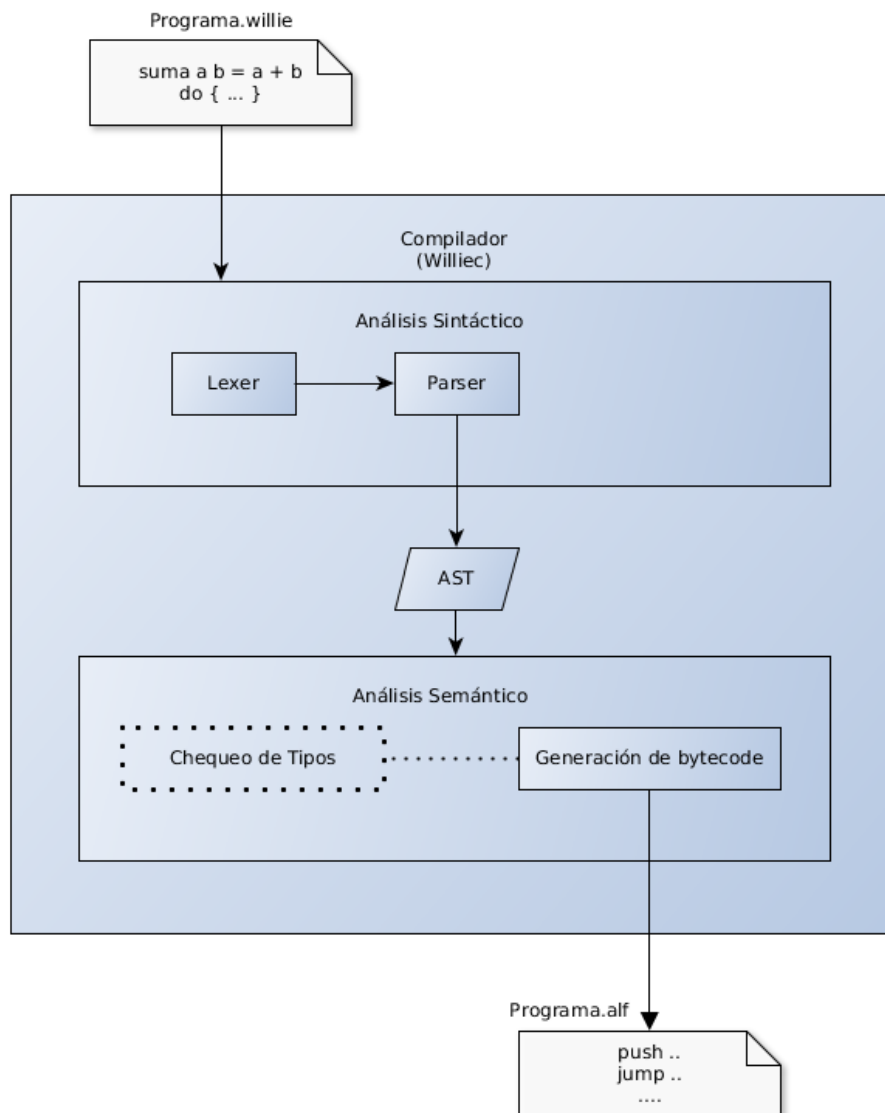 Programa.willie
suma a b = a + b
do { ... }
Compilador
(Williec)
Análisis Sintáctico
Lexer
Parser
AST
Análisis Semántico
Chequeo de Tipos
Generación de bytecode
Programa.alf
push ..
jump ..
....